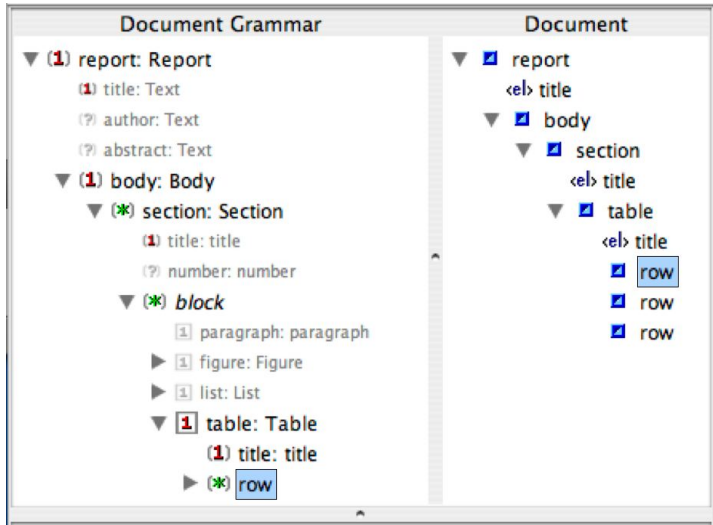 Document Grammar
(1) report: Report
(1) title: Text
(?) author: Text
(?) abstract: Text
(1) body: Body
(*) section: Section
(1) title: title
(?) number: number
(*) block
1 paragraph: paragraph
1 figure: Figure
1 list: List
1 table: Table
(1) title: title
(*) row
Document
report
<el> title
body
section
<el> title
table
<el> title
row
row
row